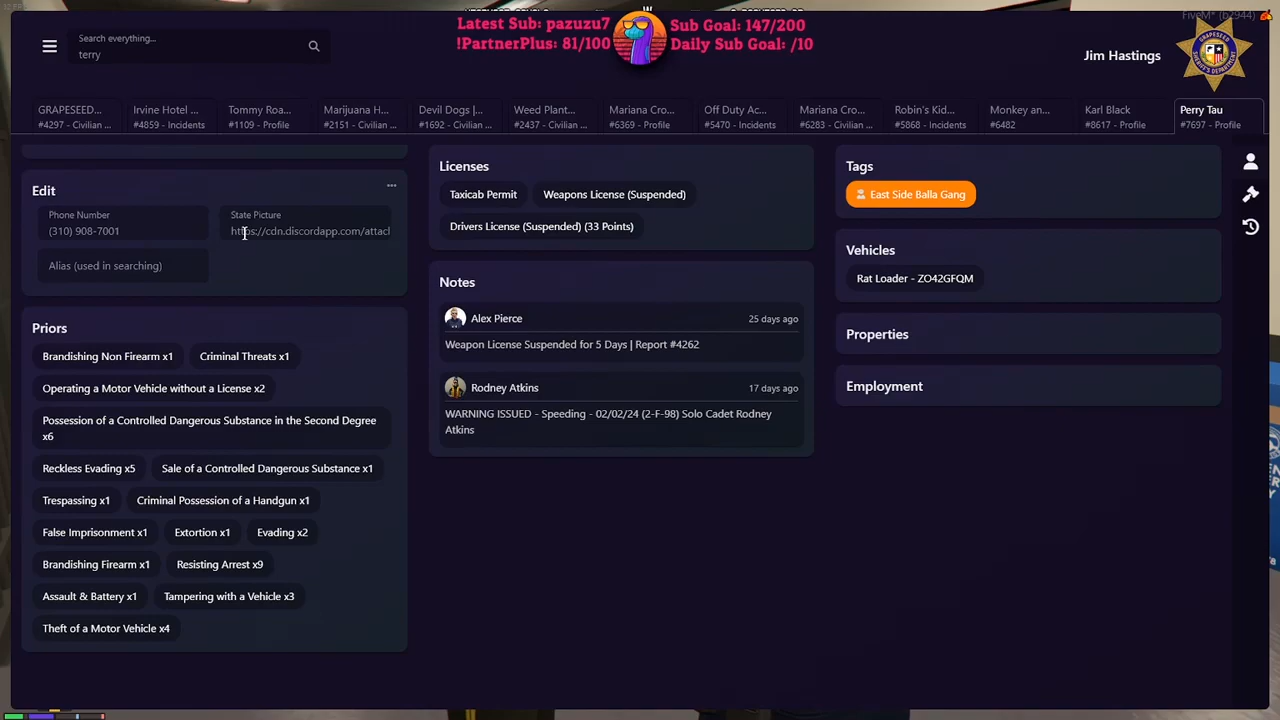 Latest Sub: pazuzu7
!PartnerPlus: 81/100
Sub Goal: 147/200
Daily Sub Goal: /10
FiveM* (b2944)
Search everything...
terry
Jim Hastings
GRAPESEED...
#4297 - Civilian ...
Irvine Hotel ...
#4859 - Incidents
Tommy Roa...
#1109 - Profile
Marijuana H...
#2151 - Civilian ...
Devil Dogs |...
#1692 - Civilian ...
Weed Plant...
#2437 - Civilian ...
Mariana Cro...
#6369 - Profile
Off Duty Ac...
#5470 - Incidents
Mariana Cro...
#6283 - Civilian ...
Robin's Kid...
#5868 - Incidents
Monkey an...
#6482
Karl Black
#8617 - Profile
Perry Tau
#7697 - Profile
Edit
Phone Number
(310) 908-7001
State Picture
https://cdn.discordapp.com/attacl
Alias (used in searching)
Priors
Brandishing Non Firearm x1
Criminal Threats x1
Operating a Motor Vehicle without a License x2
Possession of a Controlled Dangerous Substance in the Second Degree
x6
Reckless Evading x5
Sale of a Controlled Dangerous Substance x1
Trespassing x1
Criminal Possession of a Handgun x1
False Imprisonment x1
Extortion x1
Evading x2
Brandishing Firearm x1
Resisting Arrest x9
Assault & Battery x1
Tampering with a Vehicle x3
Theft of a Motor Vehicle x4
Licenses
Taxicab Permit
Weapons License (Suspended)
Drivers License (Suspended) (33 Points)
Notes
Alex Pierce
25 days ago
Weapon License Suspended for 5 Days | Report #4262
Rodney Atkins
17 days ago
WARNING ISSUED - Speeding - 02/02/24 (2-F-98) Solo Cadet Rodney
Atkins
Tags
East Side Balla Gang
Vehicles
Rat Loader - ZO42GFQM
Properties
Employment